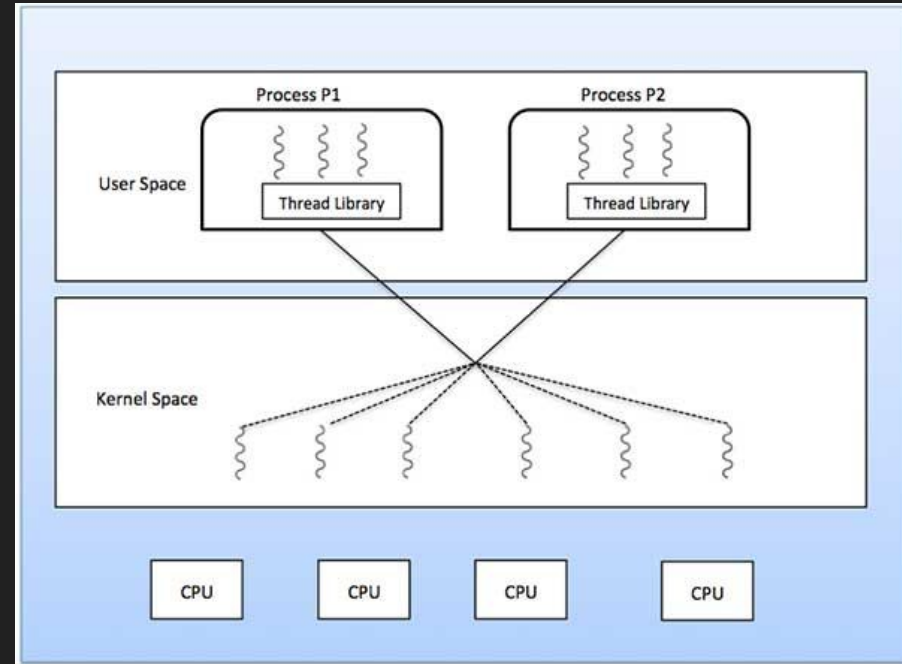 Process P1
Process P2
User Space
Thread Library
Thread Library
Kernel Space
CPU
CPU
CPU
CPU